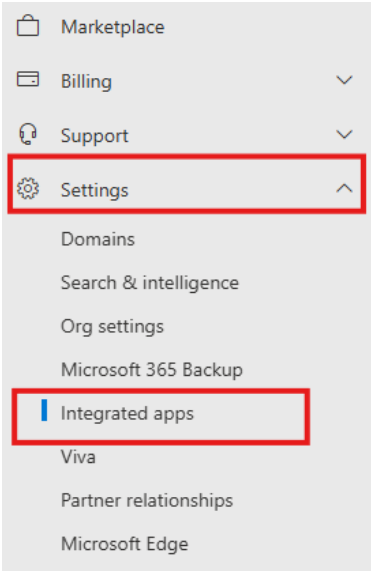 Marketplace
Billing
Support
Settings
Domains
Search & intelligence
Org settings
Microsoft 365 Backup
Integrated apps
Viva
Partner relationships
Microsoft Edge